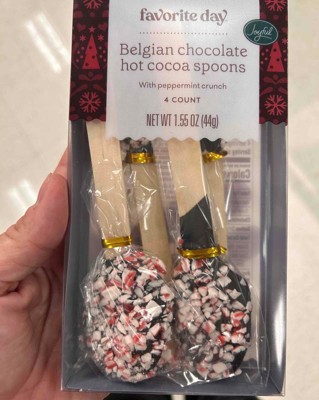 favorite day.
Joyful
Belgian chocolate
hot cocoa spoons
With peppermint crunch
4 COUNT
NET WT 1.55 OZ (44g)